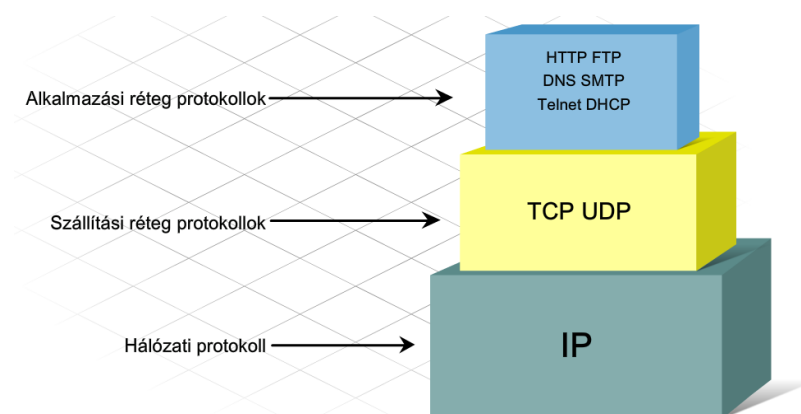 HTTP FTP
DNS SMTP
Telnet DHCP
Alkalmazási réteg protokollok
TCP UDP
Szállítási réteg protokollok
IP
Hálózati protokoll